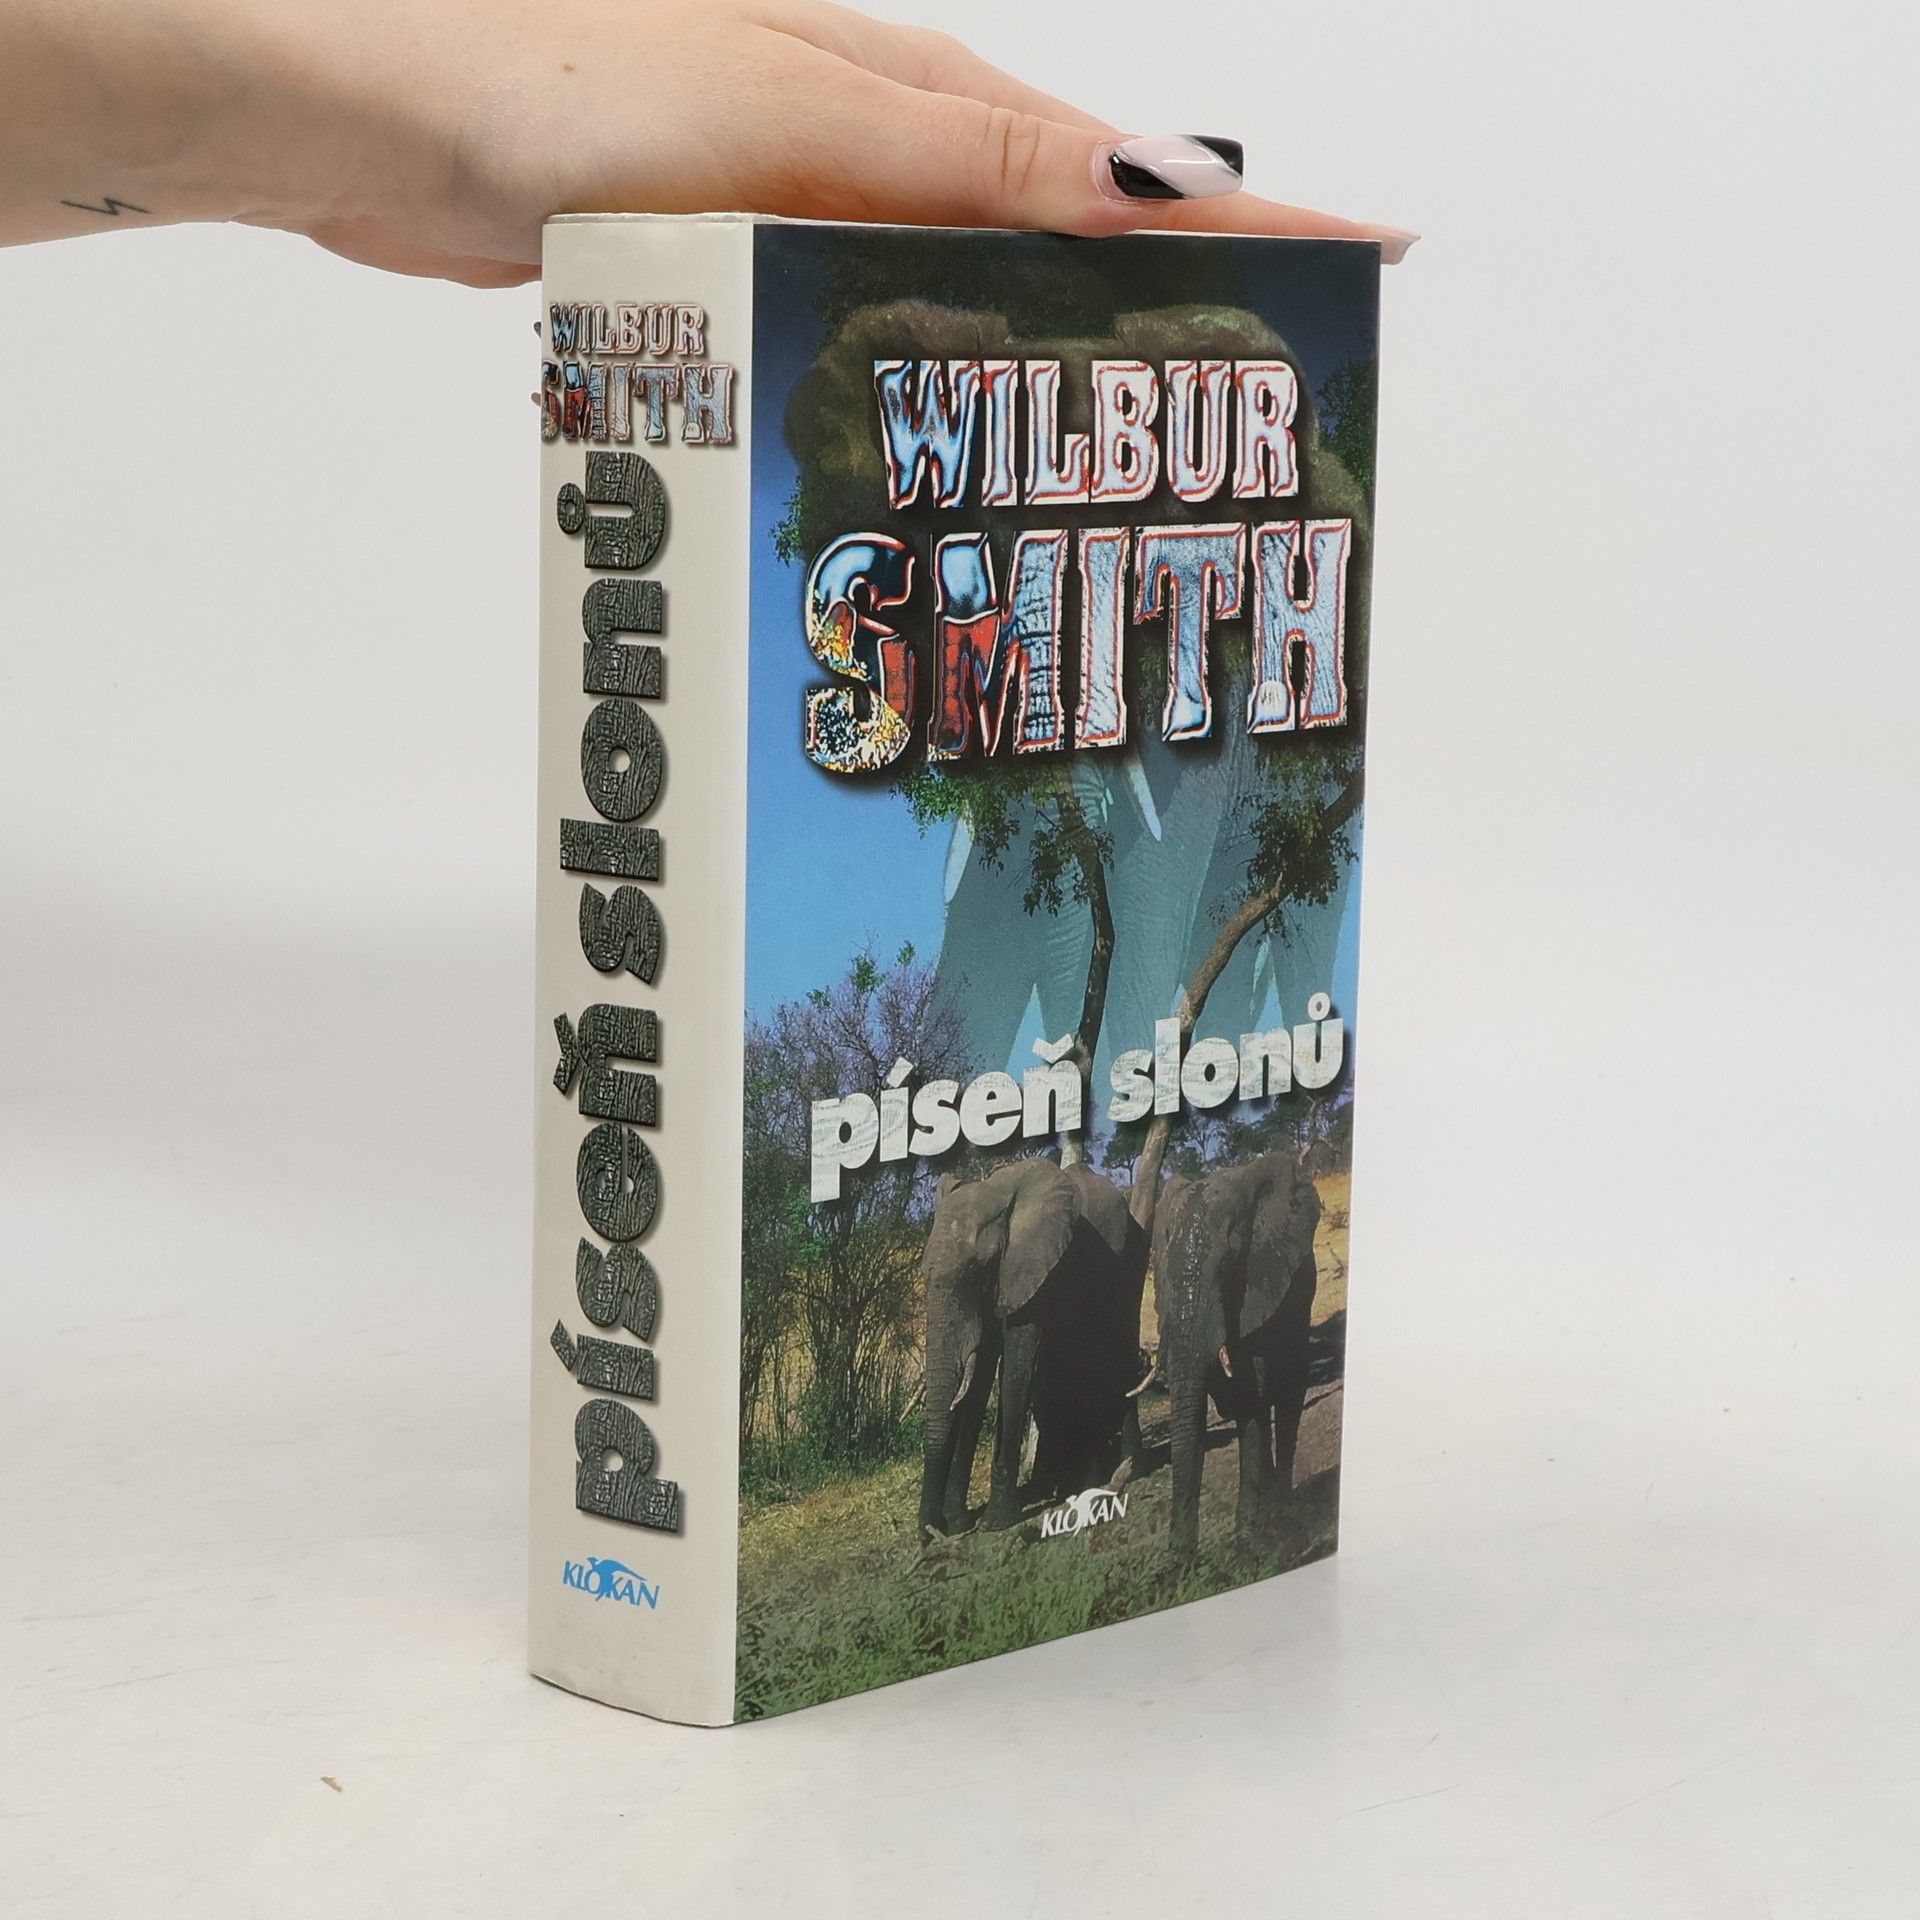 WILBUR
SMITH
píseň slonů
KLOKAN
WILBUR
SMITH
píseň slonů
KLOKAN